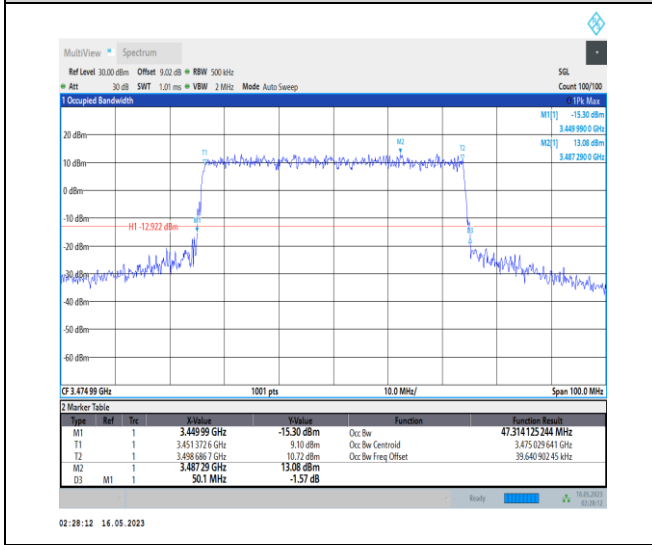 MultiView Spectrum
Ref Level 30.00 dBm Offset 9.02 dB RBW 500 kHz SGL
Att 30 dB SWT 1.01 ms VBW 2 MHz Mode Auto Sweep Count 100/100
1 Occupied Bandwidth 1Pk Max
M1[1] -15.30 dBm
3.449 990 0 GHz
M2[1] 13.08 dBm
3.487 290 0 GHz
20 dBm
M2
T1
T2
10 dBm
0 dBm
-10 dBm
M1
H1 -12.922 dBm
D3
-20 dBm
-30 dBm
-40 dBm
-50 dBm
-60 dBm
CF 3.474 99 GHz 1001 pts 10.0 MHz/ Span 100.0 MHz
2 Marker Table
Type Ref Trc X-Value Y-Value Function Function Result
M1 1 3.449 99 GHz -15.30 dBm Occ Bw 47.314 125 244 MHz
T1 1 3.451 372 6 GHz 9.10 dBm Occ Bw Centroid 3.475 029 641 GHz
T2 1 3.498 686 7 GHz 10.72 dBm Occ Bw Freq Offset 39.640 902 45 kHz
M2 1 3.487 29 GHz 13.08 dBm
D3 M1 1 50.1 MHz -1.57 dB
Ready 16.05.2023
02:28:12
02:28:12 16.05.2023